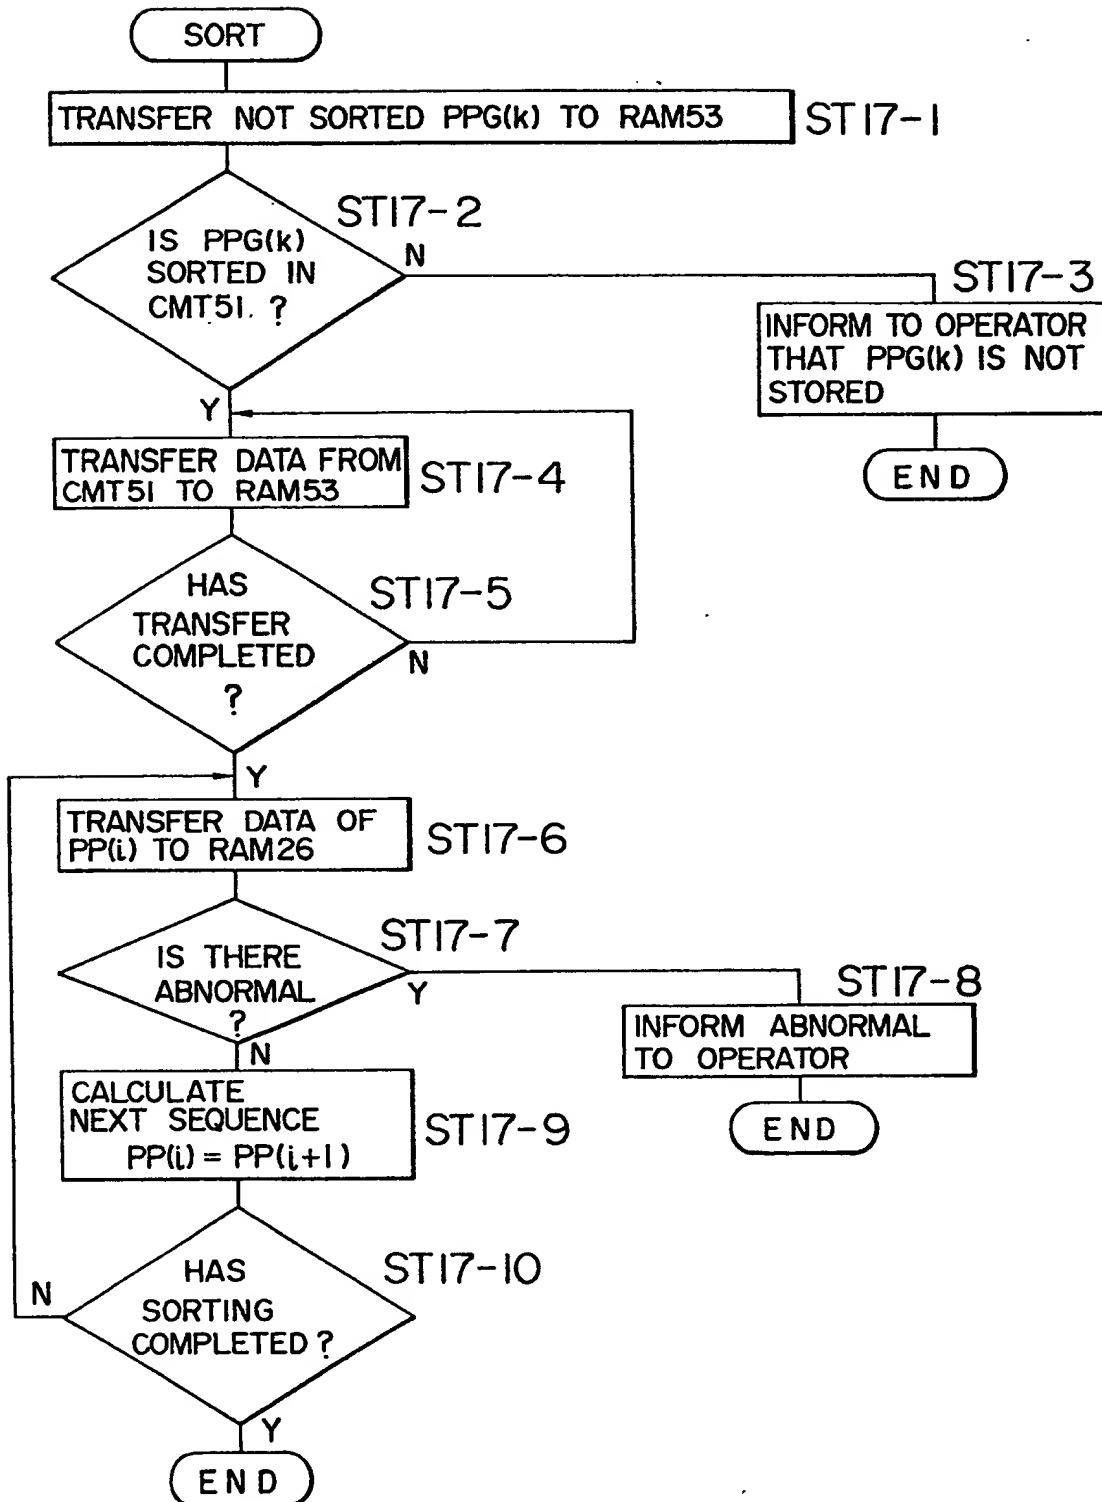 SORT
TRANSFER NOT SORTED PPG(k) TO RAM53
ST17-1
ST17-2
IS PPG(k)
SORTED IN
CMT51. ?
N
ST17-3
INFORM TO OPERATOR
THAT PPG(k) IS NOT
STORED
END
Y
TRANSFER DATA FROM
CMT51 TO RAM53
ST17-4
HAS
TRANSFER
COMPLETED
?
ST17-5
N
Y
TRANSFER DATA OF
PP(i) TO RAM26
ST17-6
IS THERE
ABNORMAL
?
ST17-7
Y
ST17-8
INFORM ABNORMAL
TO OPERATOR
END
N
CALCULATE
NEXT SEQUENCE
PP(i) = PP(i+1)
ST17-9
HAS
SORTING
COMPLETED ?
ST17-10
N
Y
END